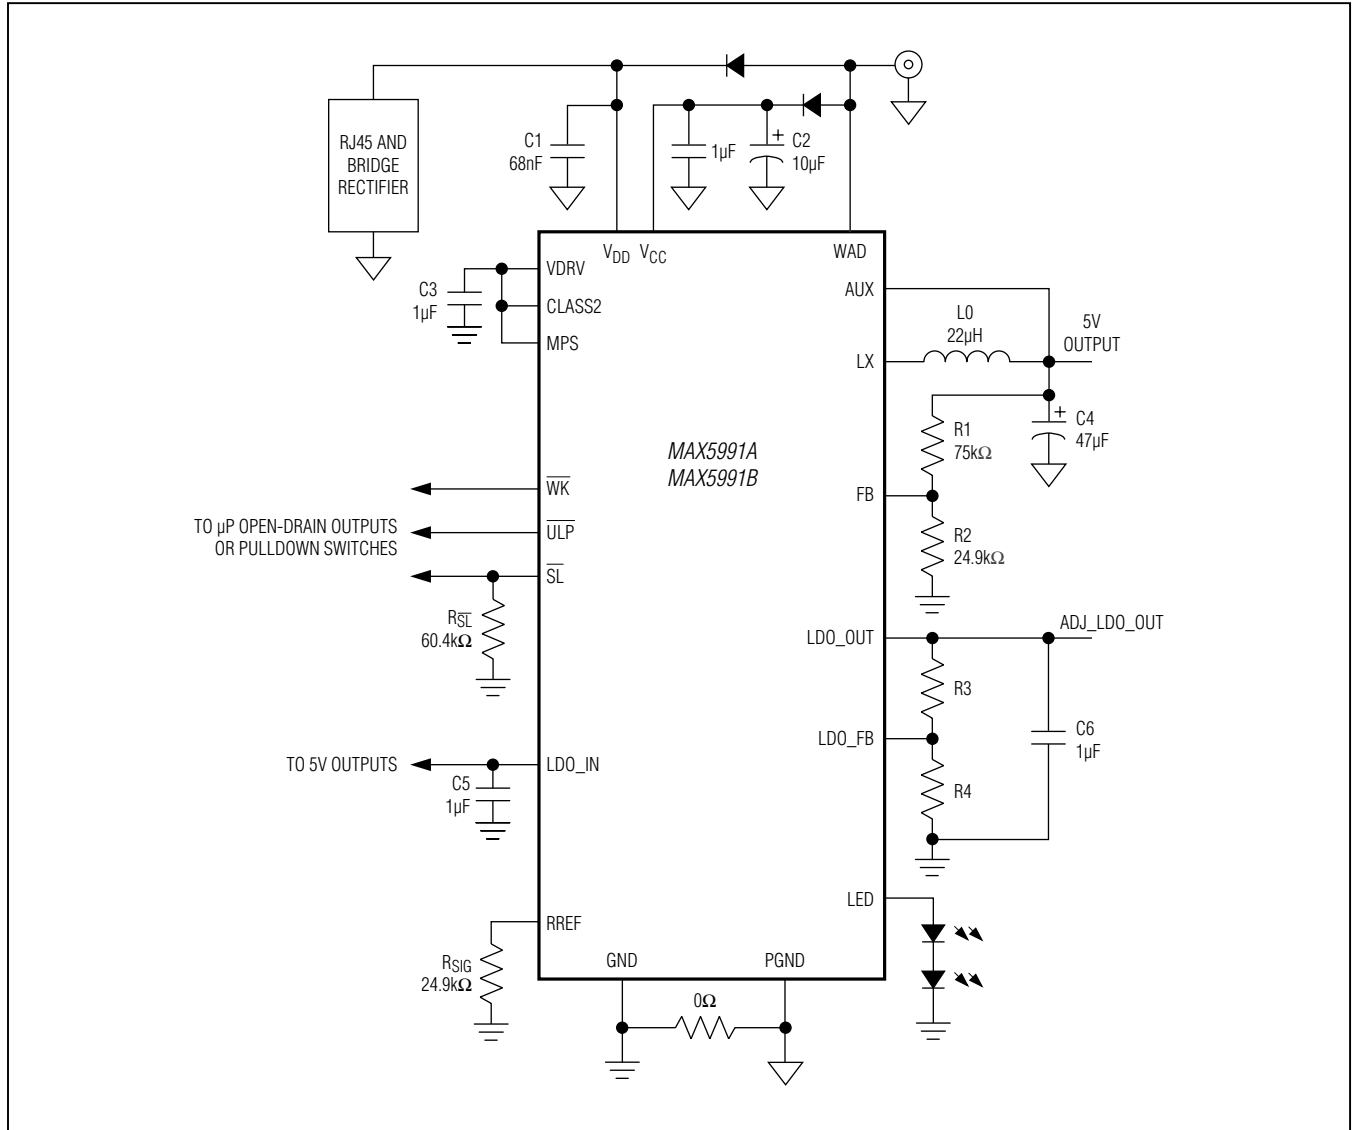 RJ45 AND
BRIDGE
RECTIFIER
C1
68nF
1µF
+
C2
10µF
VDD
VCC
WAD
VDRV
C3
1µF
CLASS2
MPS
AUX
L0
22µH
5V
OUTPUT
LX
R1
75kΩ
+
C4
47µF
MAX5991A
MAX5991B
WK
FB
TO µP OPEN-DRAIN OUTPUTS
OR PULLDOWN SWITCHES
ULP
R2
24.9kΩ
SL
RSL
60.4kΩ
LDO_OUT
ADJ_LDO_OUT
R3
LDO_FB
C6
1µF
TO 5V OUTPUTS
LDO_IN
C5
1µF
R4
LED
RREF
RSIG
24.9kΩ
GND
PGND
0Ω